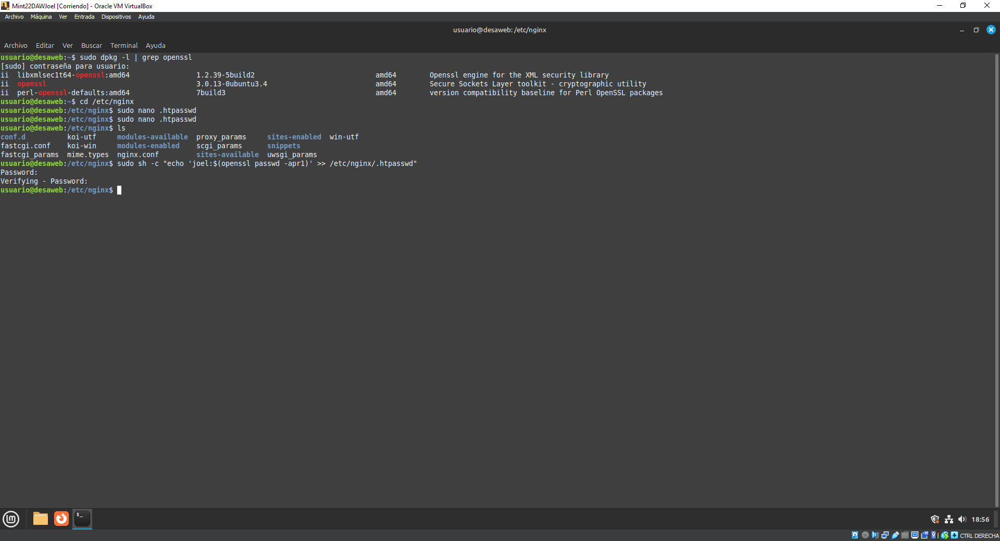 Mint22DAWJoel [Corriendo] - Oracle VM VirtualBox
Archivo Máquina Ver Entrada Dispositivos Ayuda
usuario@desaweb: /etc/nginx
Archivo Editar Ver Buscar Terminal Ayuda
usuario@desaweb:~$ sudo dpkg -l | grep openssl
[sudo] contraseña para usuario:
ii libxmlsec1t64-openssl:amd64 1.2.39-5build2 amd64 Openssl engine for the XML security library
ii openssl 3.0.13-0ubuntu3.4 amd64 Secure Sockets Layer toolkit - cryptographic utility
ii perl-openssl-defaults:amd64 7build3 amd64 version compatibility baseline for Perl OpenSSL packages
usuario@desaweb:~$ cd /etc/nginx
usuario@desaweb:/etc/nginx$ sudo nano .htpasswd
usuario@desaweb:/etc/nginx$ sudo nano .htpasswd
usuario@desaweb:/etc/nginx$ ls
conf.d koi-utf modules-available proxy_params sites-enabled win-utf
fastcgi.conf koi-win modules-enabled scgi_params snippets
fastcgi_params mime.types nginx.conf sites-available uwsgi_params
usuario@desaweb:/etc/nginx$ sudo sh -c "echo 'joel:$(openssl passwd -apr1)' >> /etc/nginx/.htpasswd"
Password:
Verifying - Password:
usuario@desaweb:/etc/nginx$
18:56
CTRL DERECHA